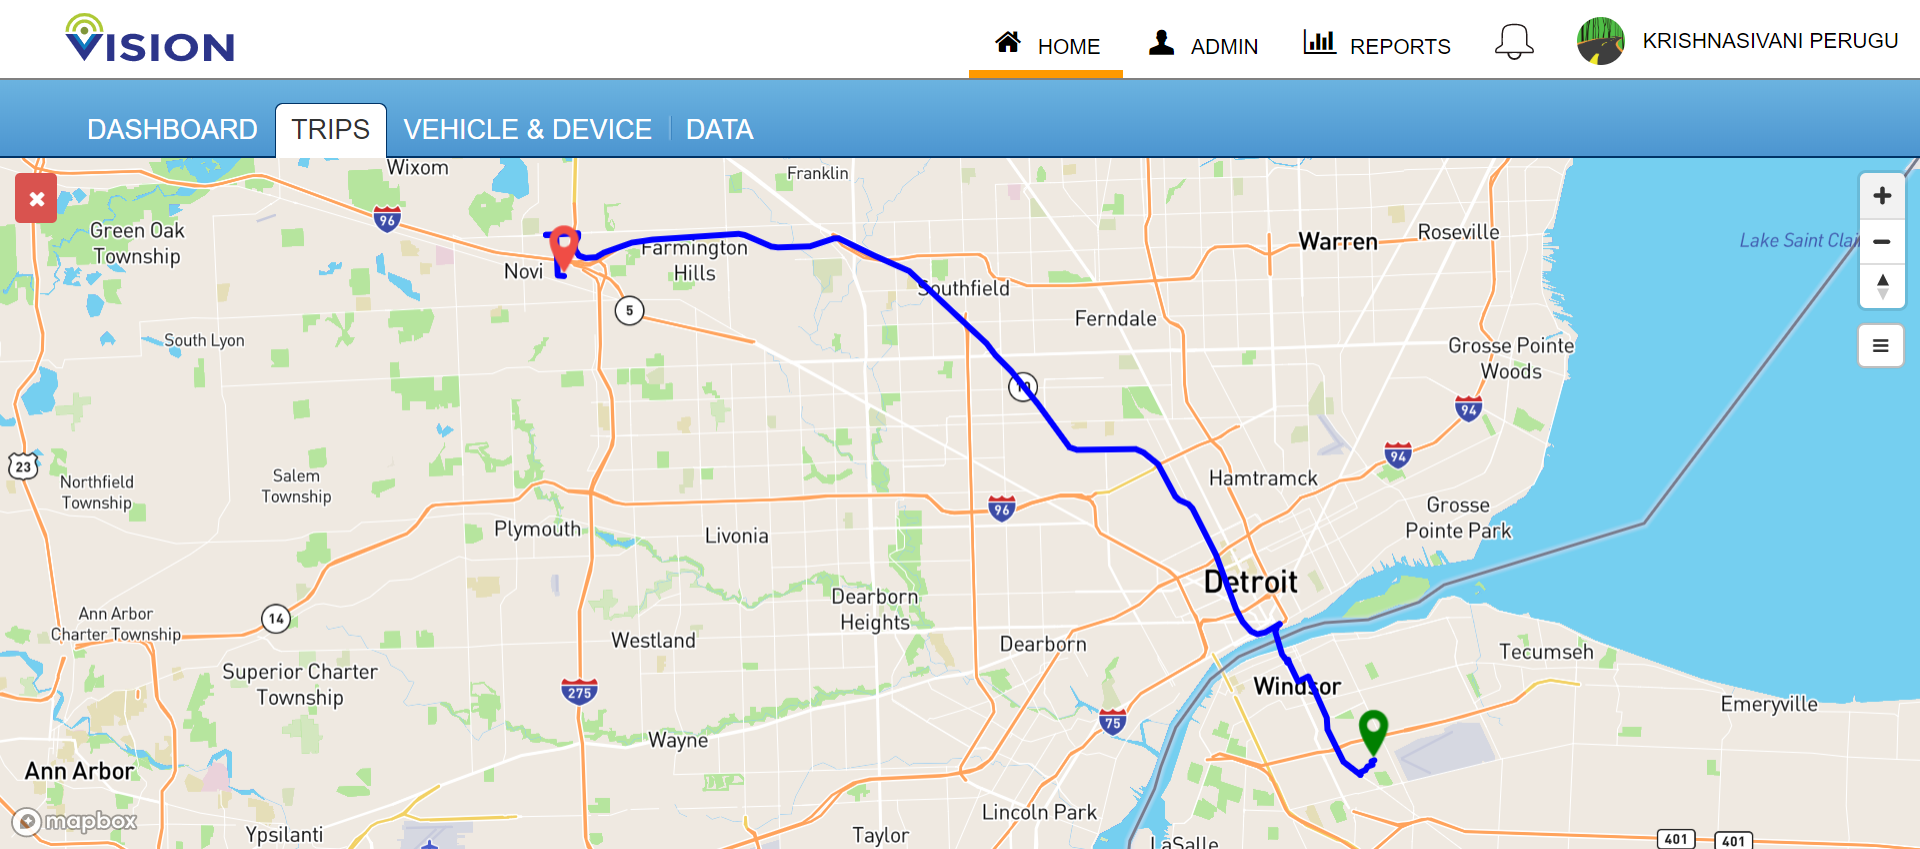 VISION
HOME
ADMIN
REPORTS
KRISHNASIVANI PERUGU
DASHBOARD
TRIPS
VEHICLE & DEVICE
DATA
Wixom
Franklin
96
Green Oak
Township
Warren
Roseville
Lake Saint Clai
Novi
Farmington
Hills
Southfield
5
Ferndale
South Lyon
Grosse Pointe
Woods
10
94
94
23
Northfield
Township
Salem
Township
Hamtramck
Grosse
Pointe Park
96
Plymouth
Livonia
Detroit
Dearborn
Heights
Ann Arbor
Charter Township
14
Westland
Dearborn
Tecumseh
Superior Charter
Township
275
Windsor
Emeryville
75
Wayne
Ann Arbor
mapbox
Ypsilanti
Taylor
Lincoln Park
LaSalle
401
401